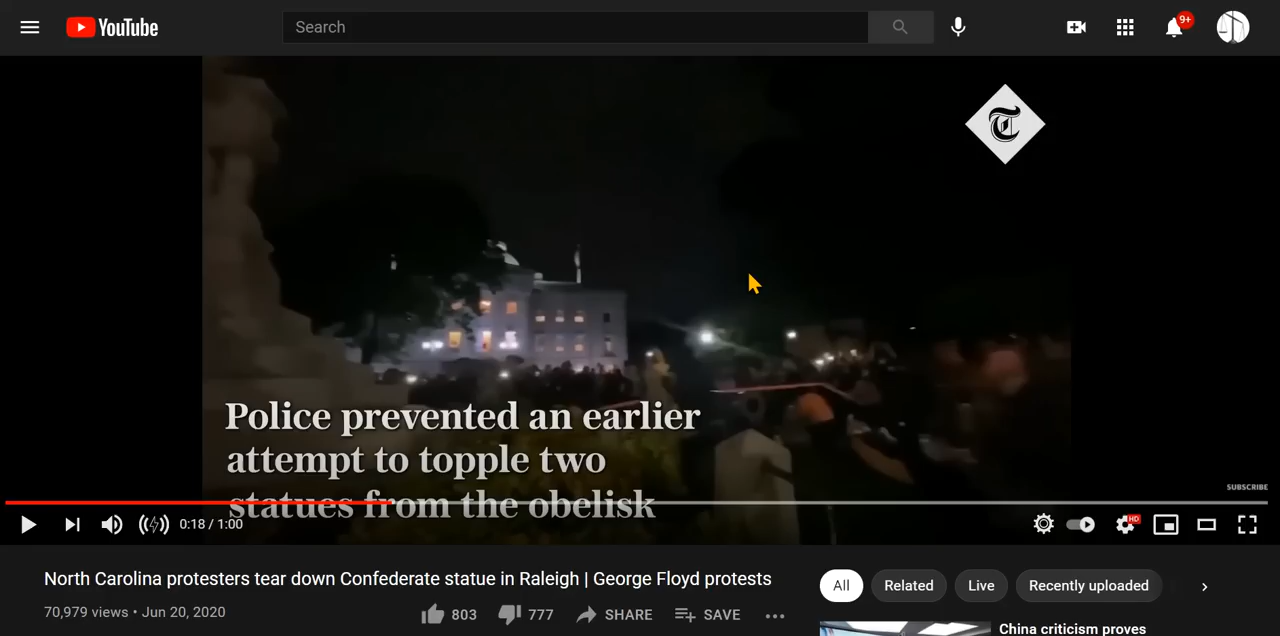 YouTube
Search
9+
T
Police prevented an earlier
attempt to topple two
statues from the obelisk
SUBSCRIBE
0:18 / 1:00
HD
North Carolina protesters tear down Confederate statue in Raleigh | George Floyd protests
70,979 views • Jun 20, 2020
803
777
SHARE
SAVE
All
Related
Live
Recently uploaded
China criticism proves